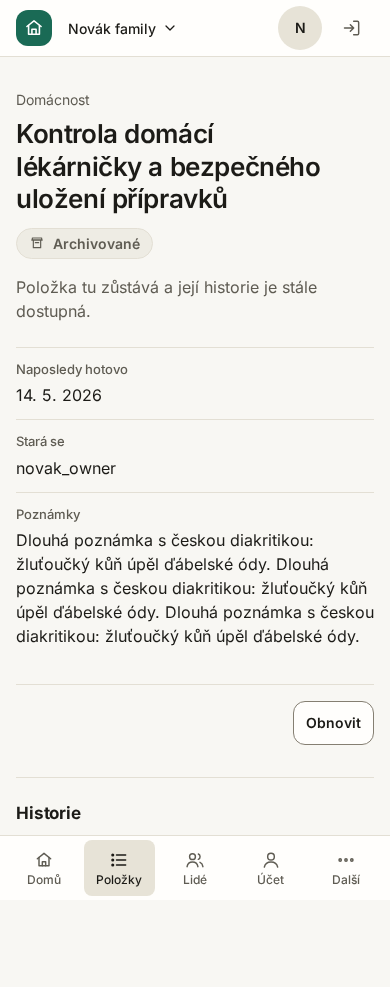 Novák family
N
Domácnost
Kontrola domácí
lékárničky a bezpečného
uložení přípravků
Archivované
Položka tu zůstává a její historie je stále
dostupná.
Naposledy hotovo
14. 5. 2026
Stará se
novak_owner
Poznámky
Dlouhá poznámka s českou diakritikou:
žluťoučký kůň úpěl ďábelské ódy. Dlouhá
poznámka s českou diakritikou: žluťoučký kůň
úpěl ďábelské ódy. Dlouhá poznámka s českou
diakritikou: žluťoučký kůň úpěl ďábelské ódy.
Obnovit
Historie
Domů
Položky
Lidé
Účet
Další